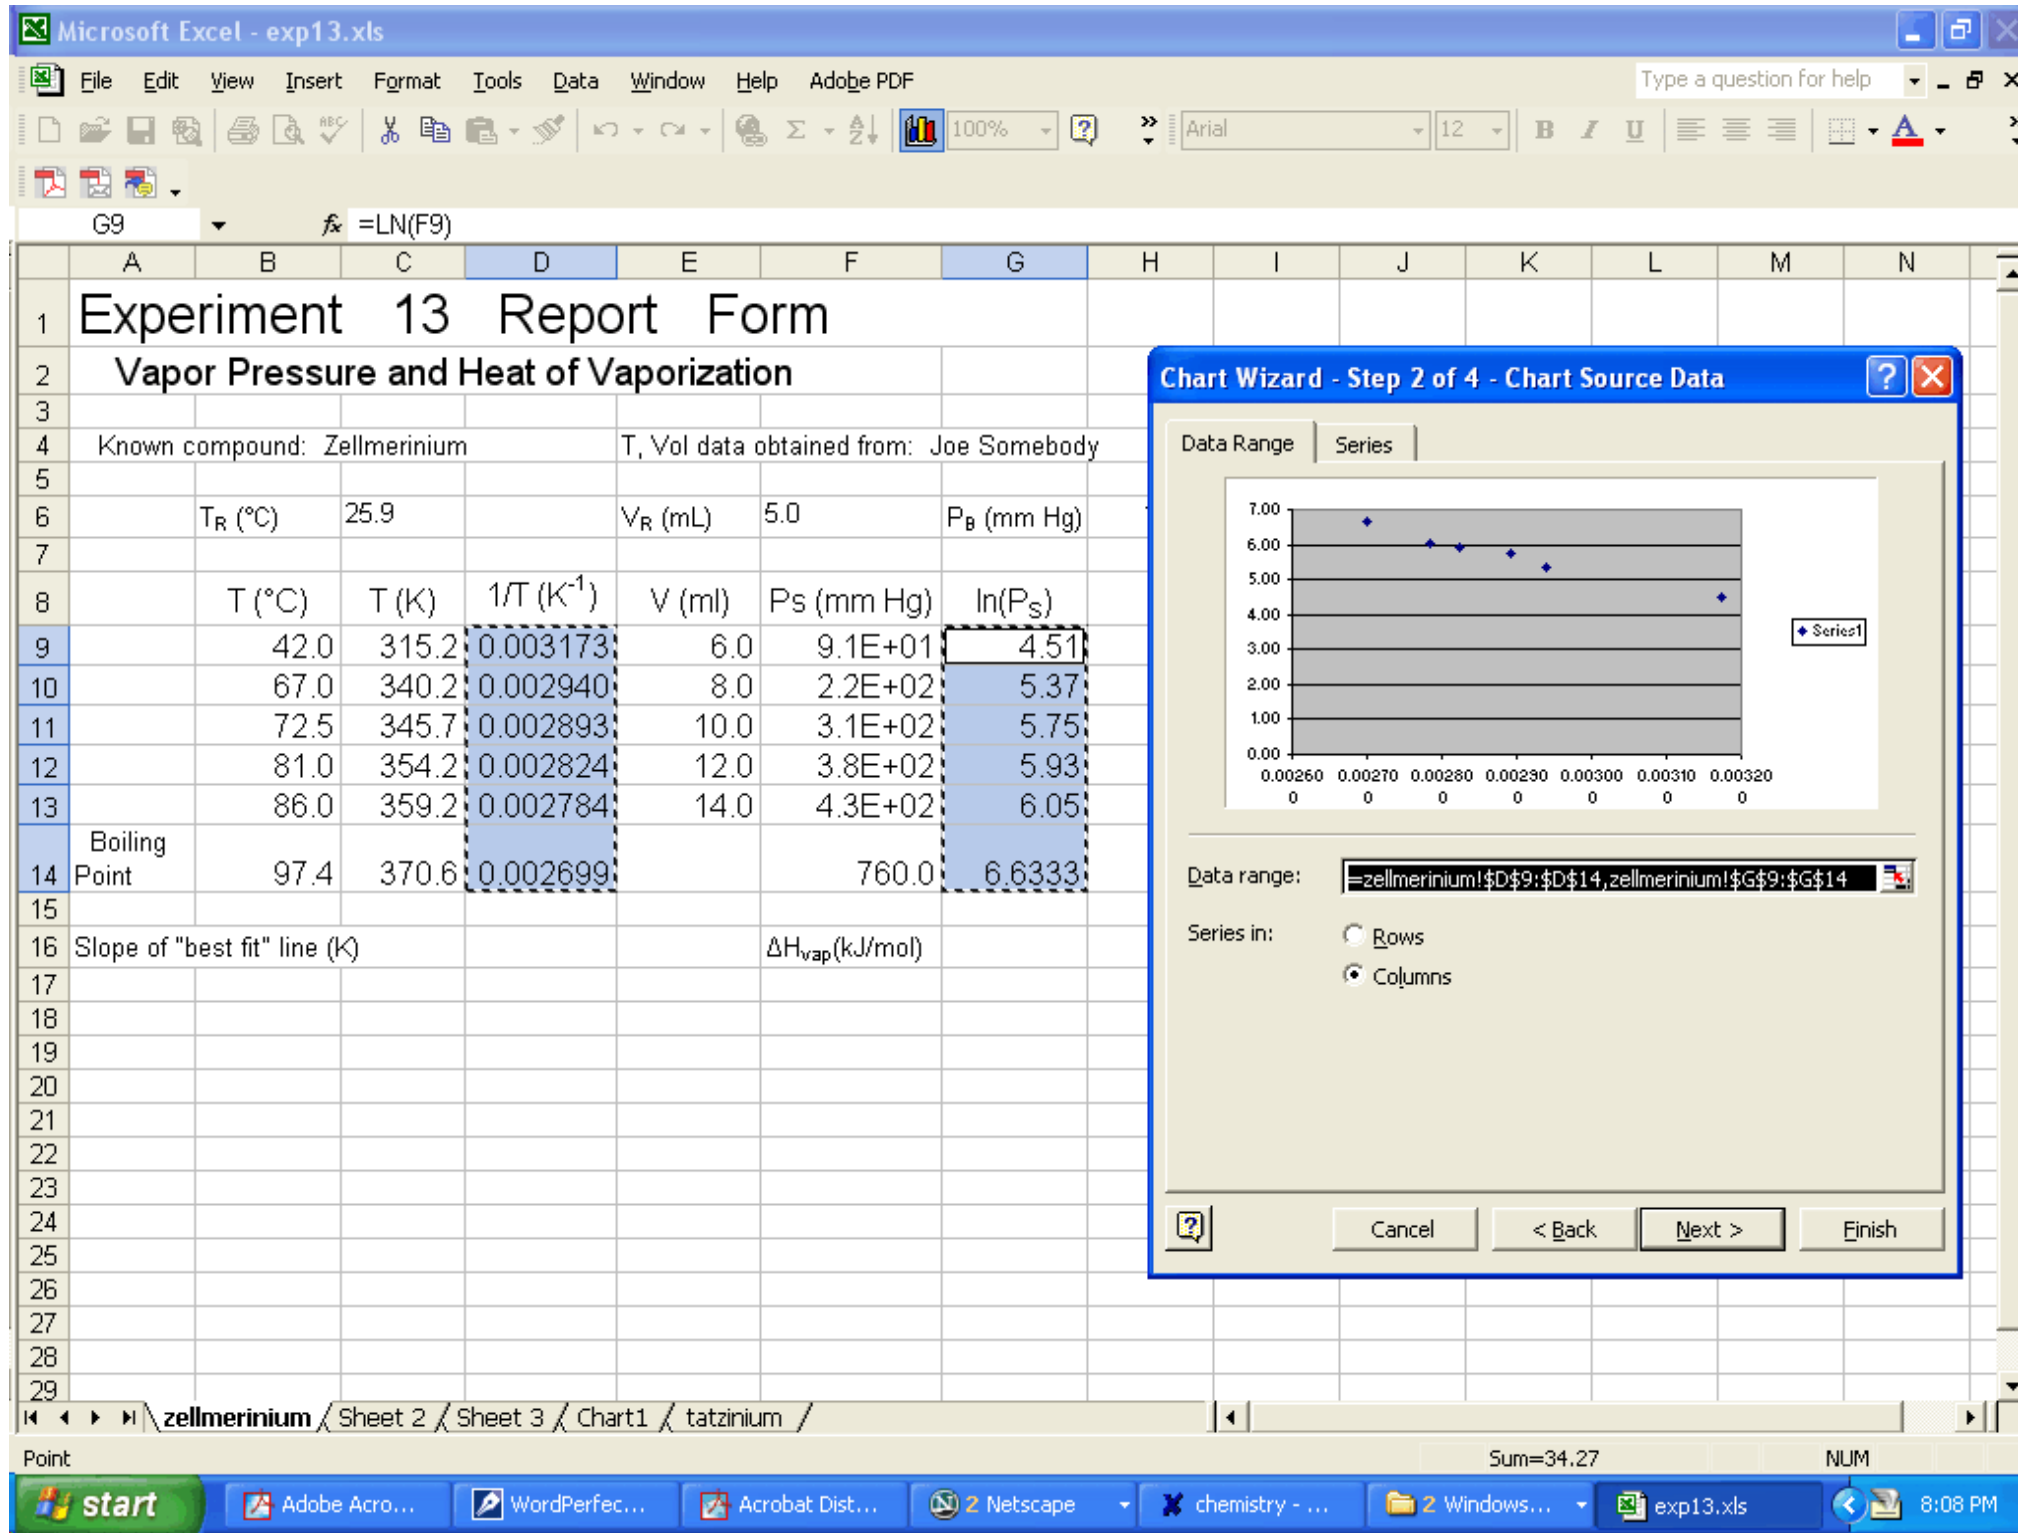 Microsoft Excel - exp13.xls
File Edit View Insert Format Tools Data Window Help Adobe PDF Type a question for help
100% Arial 12 B I U
G9 fx =LN(F9)
A B C D E F G H I J K L M N
1 Experiment 13 Report Form
2 Vapor Pressure and Heat of Vaporization
3
4 Known compound: Zellmerinium T, Vol data obtained from: Joe Somebody
5
6 TR (°C) 25.9 VR (mL) 5.0 PB (mm Hg)
7
8 T (°C) T (K) 1/T (K-1) V (ml) Ps (mm Hg) ln(PS)
9 42.0 315.2 0.003173 6.0 9.1E+01 4.51
10 67.0 340.2 0.002940 8.0 2.2E+02 5.37
11 72.5 345.7 0.002893 10.0 3.1E+02 5.75
12 81.0 354.2 0.002824 12.0 3.8E+02 5.93
13 86.0 359.2 0.002784 14.0 4.3E+02 6.05
Boiling
14 Point 97.4 370.6 0.002699 760.0 6.6333
15
16 Slope of "best fit" line (K) ΔHvap(kJ/mol)
17
18
19
20
21
22
23
24
25
26
27
28
29
Chart Wizard - Step 2 of 4 - Chart Source Data
Data Range Series
7.00
6.00
5.00
4.00
3.00
2.00
1.00
0.00
0.00260 0.00270 0.00280 0.00290 0.00300 0.00310 0.00320
0 0 0 0 0 0 0
Series1
Data range: =zellmerinium!$D$9:$D$14,zellmerinium!$G$9:$G$14
Series in: Rows
Columns
Cancel < Back Next > Finish
zellmerinium Sheet 2 Sheet 3 Chart1 tatzinium
Point Sum=34.27 NUM
start Adobe Acro... WordPerfec... Acrobat Dist... 2 Netscape chemistry - ... 2 Windows... exp13.xls 8:08 PM